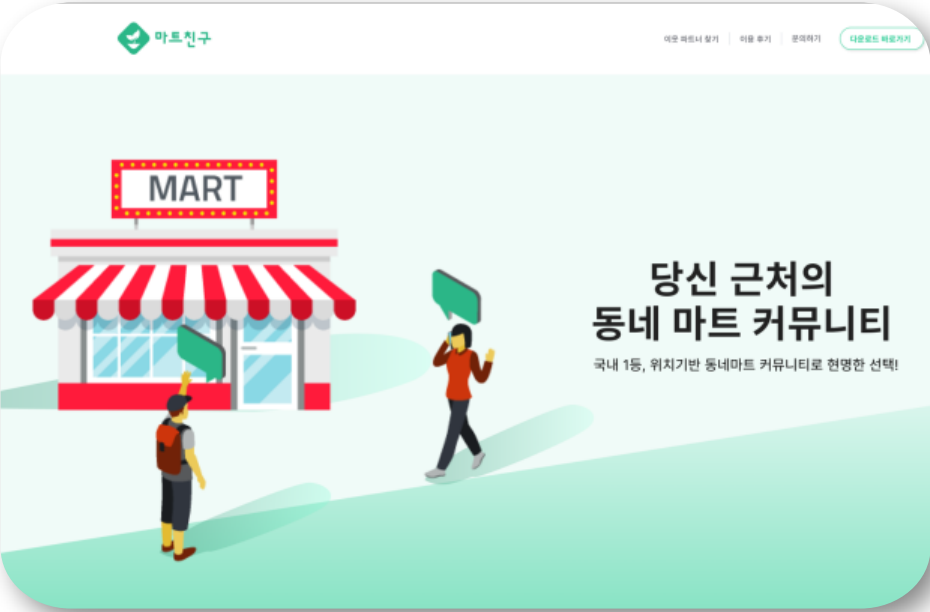 마트친구
이웃 파트너 찾기
이용 후기
문의하기
다운로드 바로가기
MART
당신 근처의
동네 마트 커뮤니티
국내 1등, 위치기반 동네마트 커뮤니티로 현명한 선택!